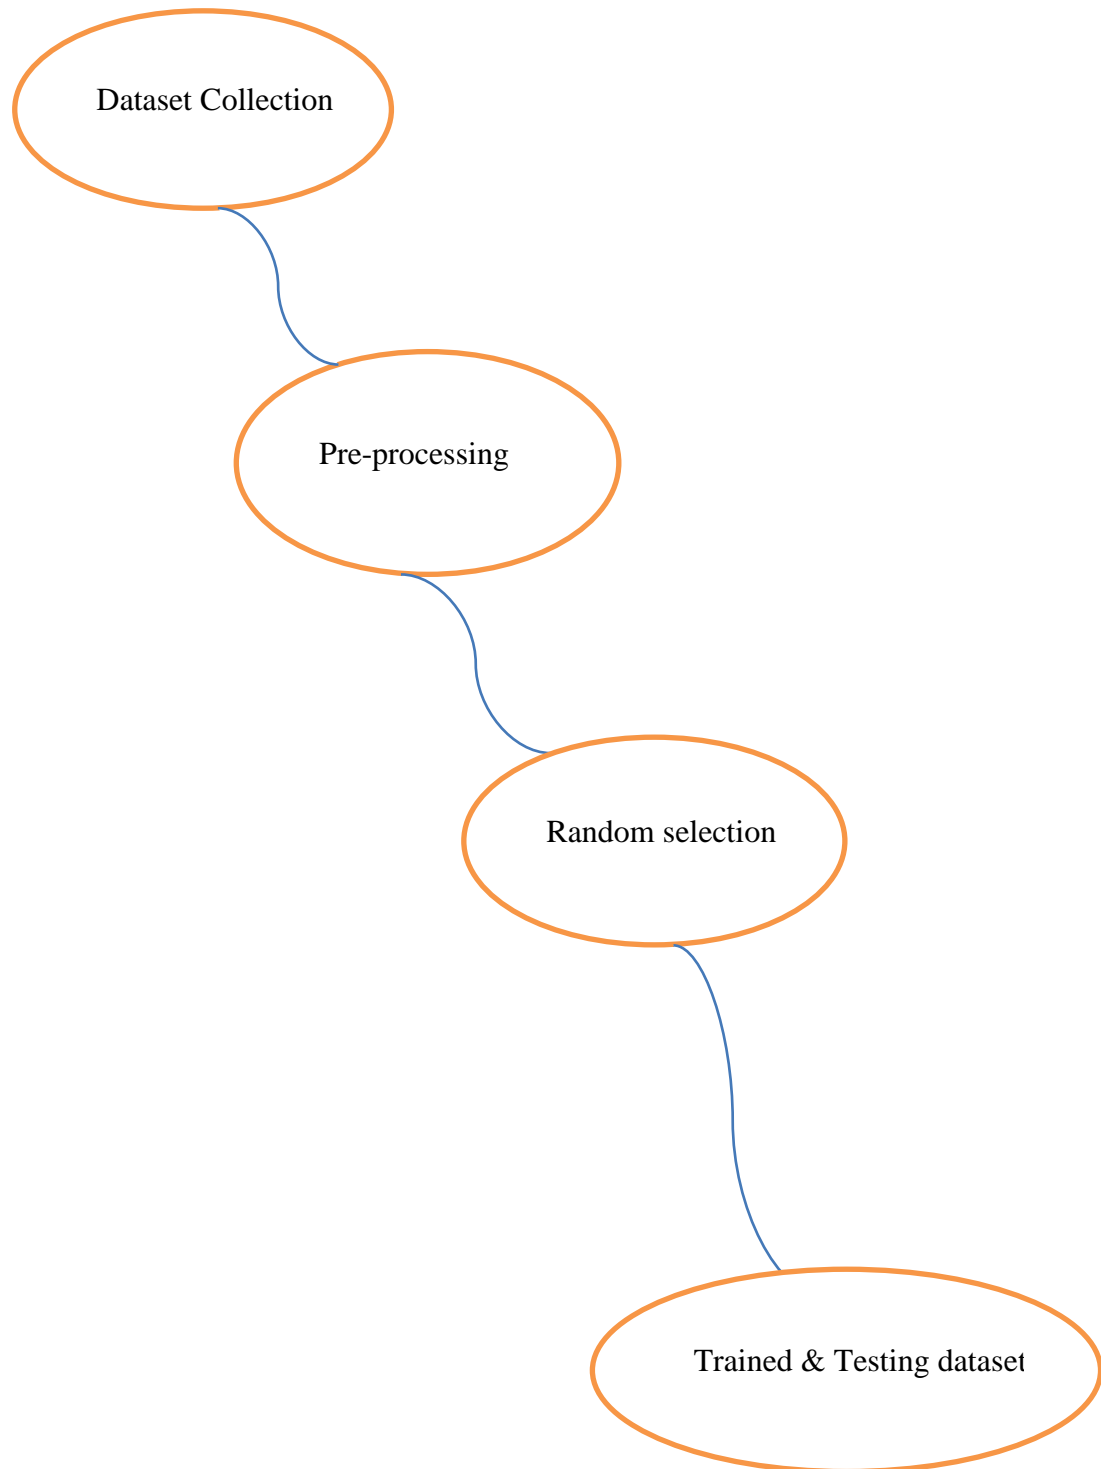 Dataset Collection
Pre-processing
Random selection
Trained & Testing dataset